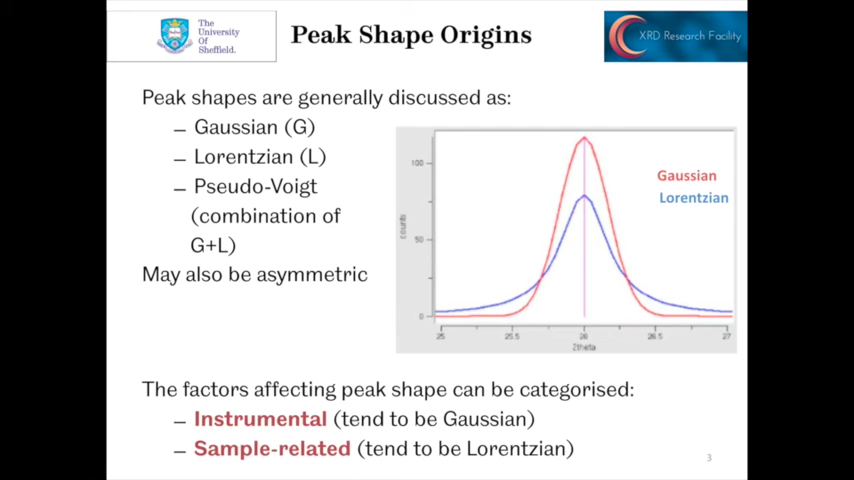 The
University
Of
Sheffield.
Peak Shape Origins
XRD Research Facility
Peak shapes are generally discussed as:
– Gaussian (G)
– Lorentzian (L)
– Pseudo-Voigt
(combination of
G+L)
May also be asymmetric
Gaussian
Lorentzian
100
50
0
counts
25
25.5
26
26.5
27
2theta
The factors affecting peak shape can be categorised:
– Instrumental (tend to be Gaussian)
– Sample-related (tend to be Lorentzian)
3